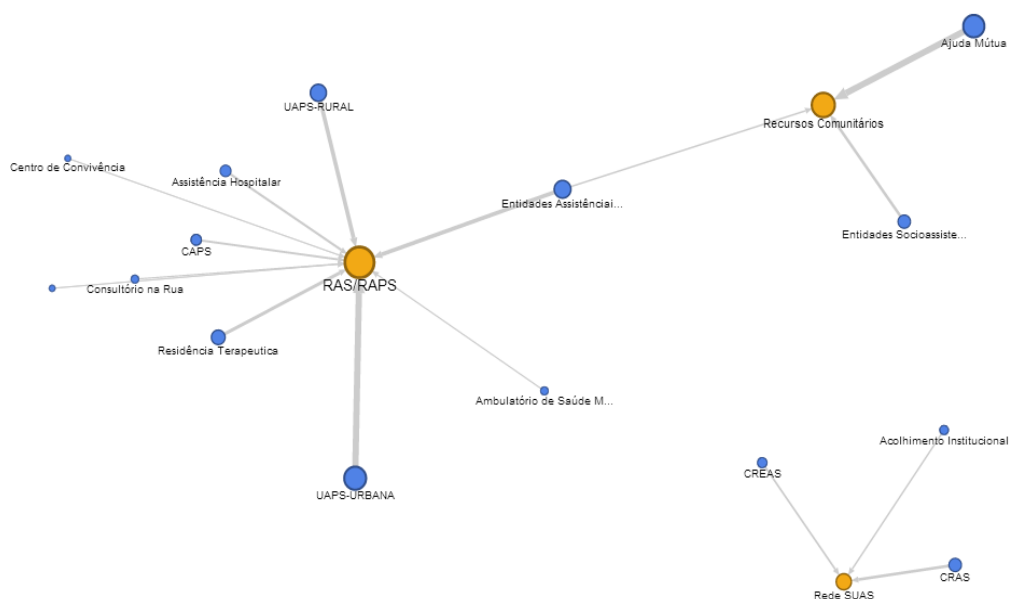 Ajuda Mútua
UAPS-RURAL
Recursos Comunitários
Centro de Convivência
Assistência Hospitalar
Entidades Assistênciai...
Entidades Socioassiste...
CAPS
RAS/RAPS
Consultório na Rua
Residência Terapeutica
Ambulatório de Saúde M...
Acolhimento Institucional
CREAS
UAPS-URBANA
CRAS
Rede SUAS